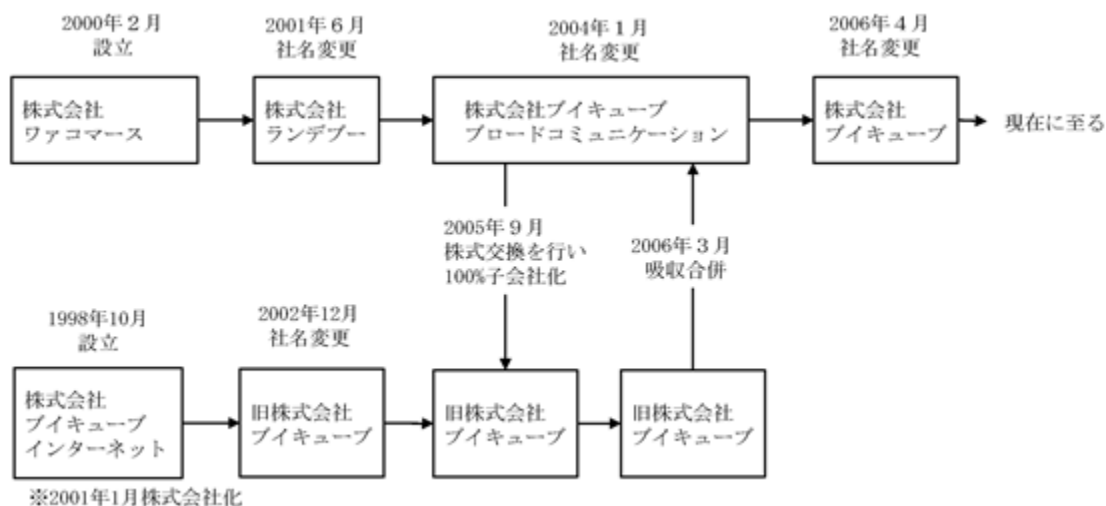 2000年2月
設立
2001年6月
社名変更
2004年1月
社名変更
2006年4月
社名変更
株式会社
ワァコマース
株式会社
ランデブー
株式会社ブイキューブ
ブロードコミュニケーション
株式会社
ブイキューブ
現在に至る
2005年9月
株式交換を行い
100%子会社化
2006年3月
吸収合併
1998年10月
設立
2002年12月
社名変更
株式会社
ブイキューブ
インターネット
旧株式会社
ブイキューブ
旧株式会社
ブイキューブ
旧株式会社
ブイキューブ
※2001年1月株式会社化